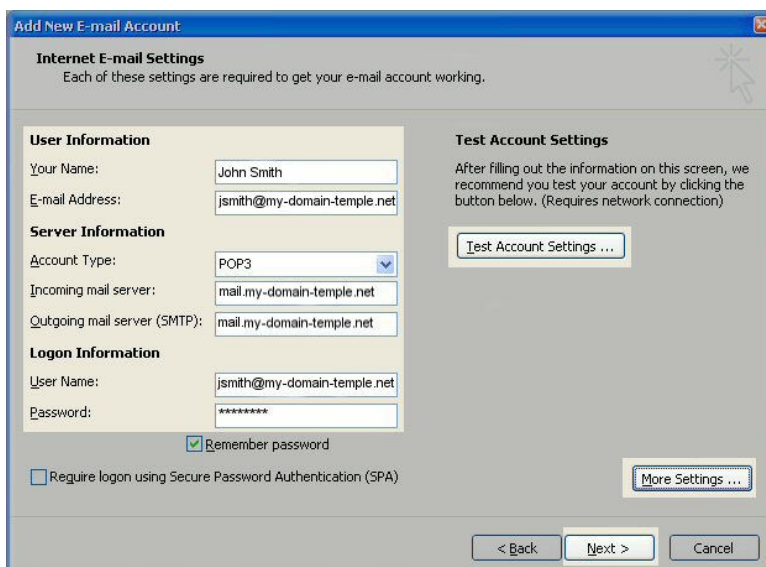 Add New E-mail Account
Internet E-mail Settings
Each of these settings are required to get your e-mail account working.
User Information
Your Name:
John Smith
E-mail Address:
jsmith@my-domain-temple.net
Server Information
Account Type:
POP3
Incoming mail server:
mail.my-domain-temple.net
Outgoing mail server (SMTP):
mail.my-domain-temple.net
Logon Information
User Name:
jsmith@my-domain-temple.net
Password:
********
Remember password
Require logon using Secure Password Authentication (SPA)
Test Account Settings
After filling out the information on this screen, we
recommend you test your account by clicking the
button below. (Requires network connection)
Test Account Settings ...
More Settings ...
< Back
Next >
Cancel